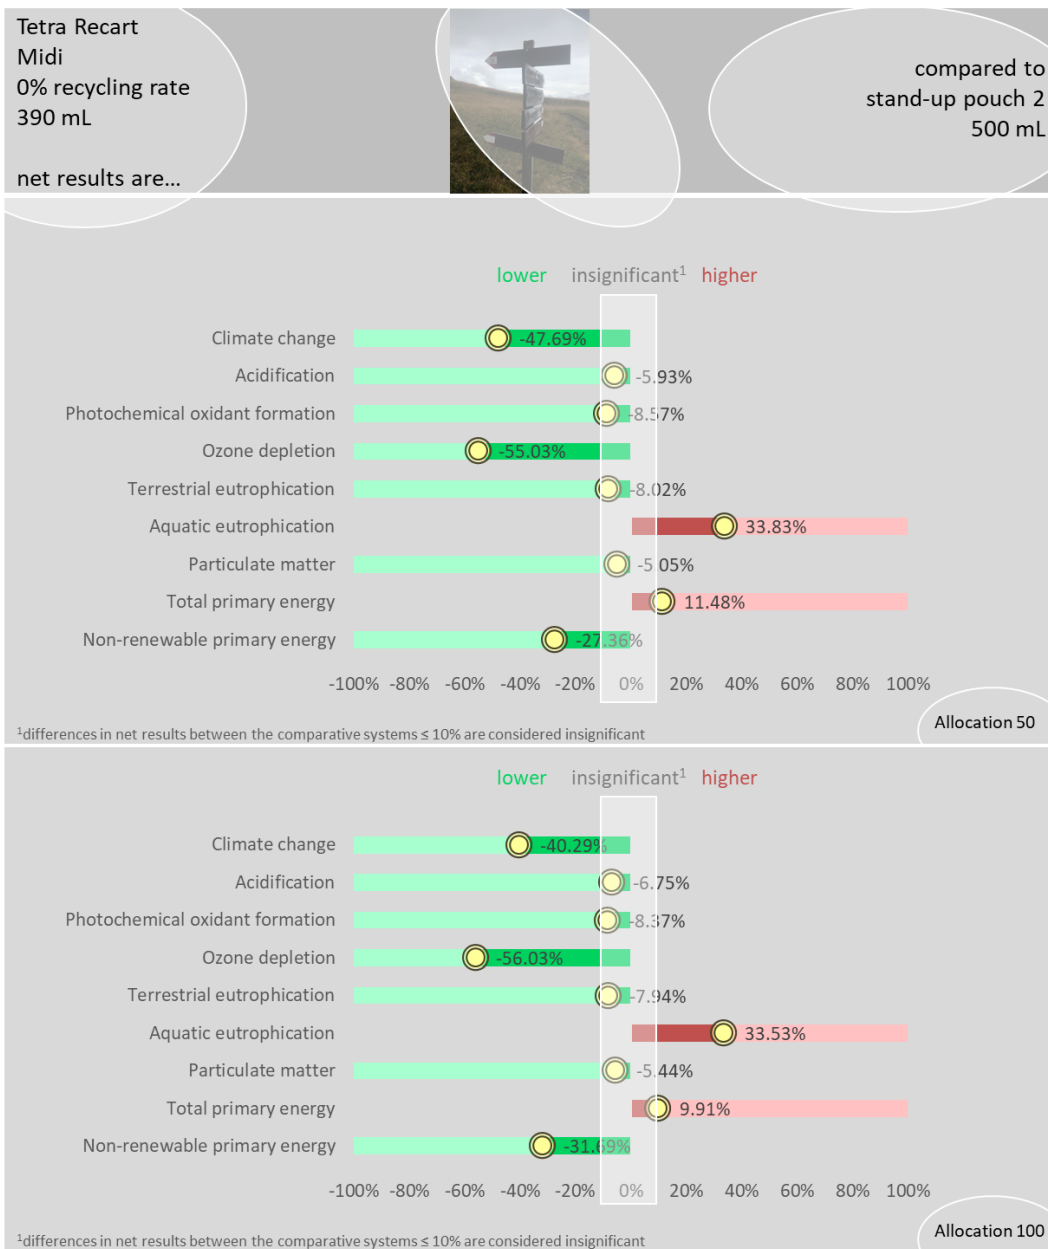 Tetra Recart
Midi
0% recycling rate
390 mL
net results are...
compared to
stand-up pouch 2
500 mL
lower insignificant¹ higher
Climate change -47.69%
Acidification -5.93%
Photochemical oxidant formation -8.57%
Ozone depletion -55.03%
Terrestrial eutrophication -8.02%
Aquatic eutrophication 33.83%
Particulate matter -5.05%
Total primary energy 11.48%
Non-renewable primary energy -27.36%
-100% -80% -60% -40% -20% 0% 20% 40% 60% 80% 100%
Allocation 50
¹differences in net results between the comparative systems ≤ 10% are considered insignificant
lower insignificant¹ higher
Climate change -40.29%
Acidification -6.75%
Photochemical oxidant formation -8.37%
Ozone depletion -56.03%
Terrestrial eutrophication -7.94%
Aquatic eutrophication 33.53%
Particulate matter -5.44%
Total primary energy 9.91%
Non-renewable primary energy -31.69%
-100% -80% -60% -40% -20% 0% 20% 40% 60% 80% 100%
Allocation 100
¹differences in net results between the comparative systems ≤ 10% are considered insignificant